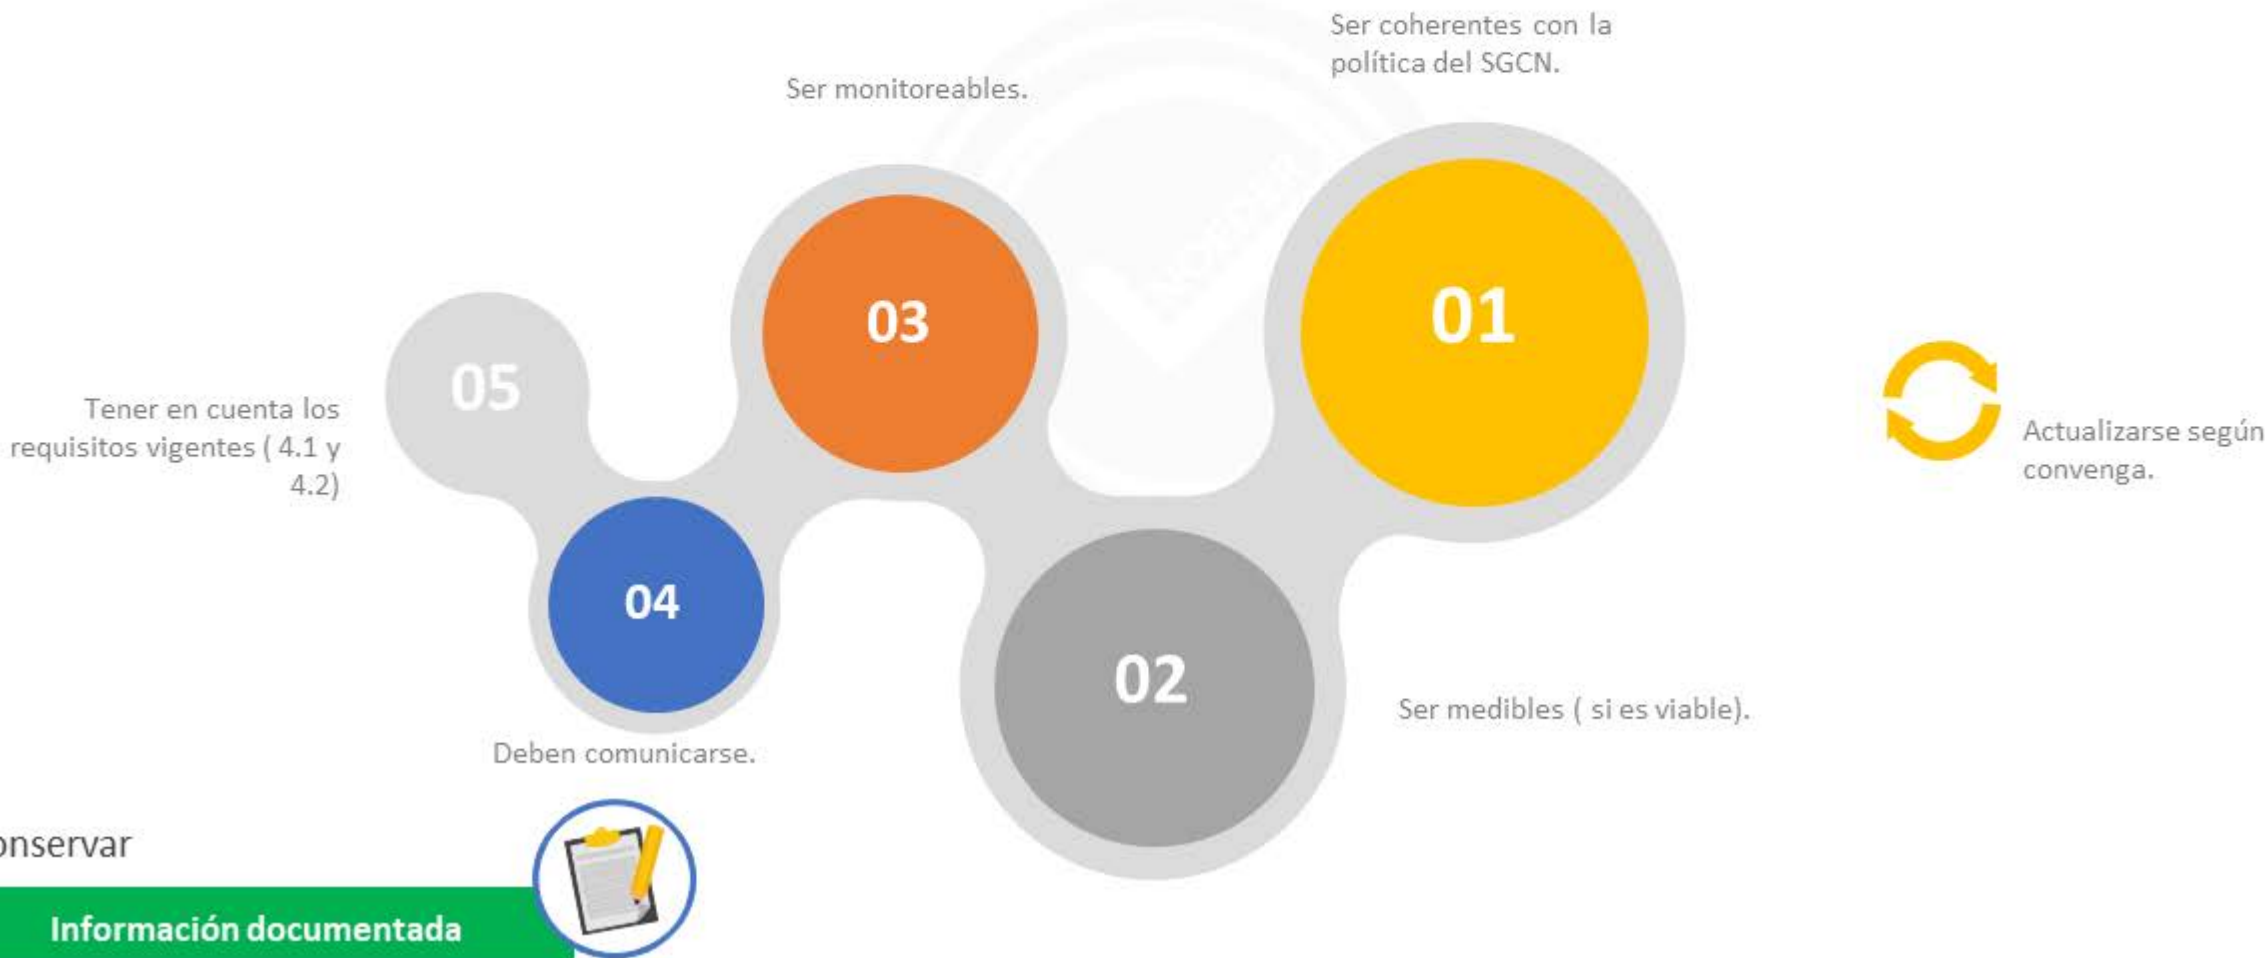 Ser coherentes con la
política del SGCN.
Ser monitoreables.
01
03
05
Tener en cuenta los
requisitos vigentes ( 4.1 y
4.2)
Actualizarse según
convenga.
04
02
Ser medibles ( si es viable).
Deben comunicarse.
onservar
Información documentada